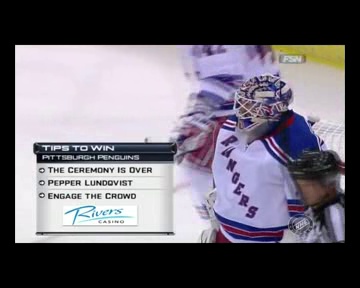 FSN
TIPS TO WIN
PITTSBURGH PENGUINS
THE CEREMONY IS OVER
PEPPER LUNDQVIST
ENGAGE THE CROWD
Rivers
CASINO
RANGERS